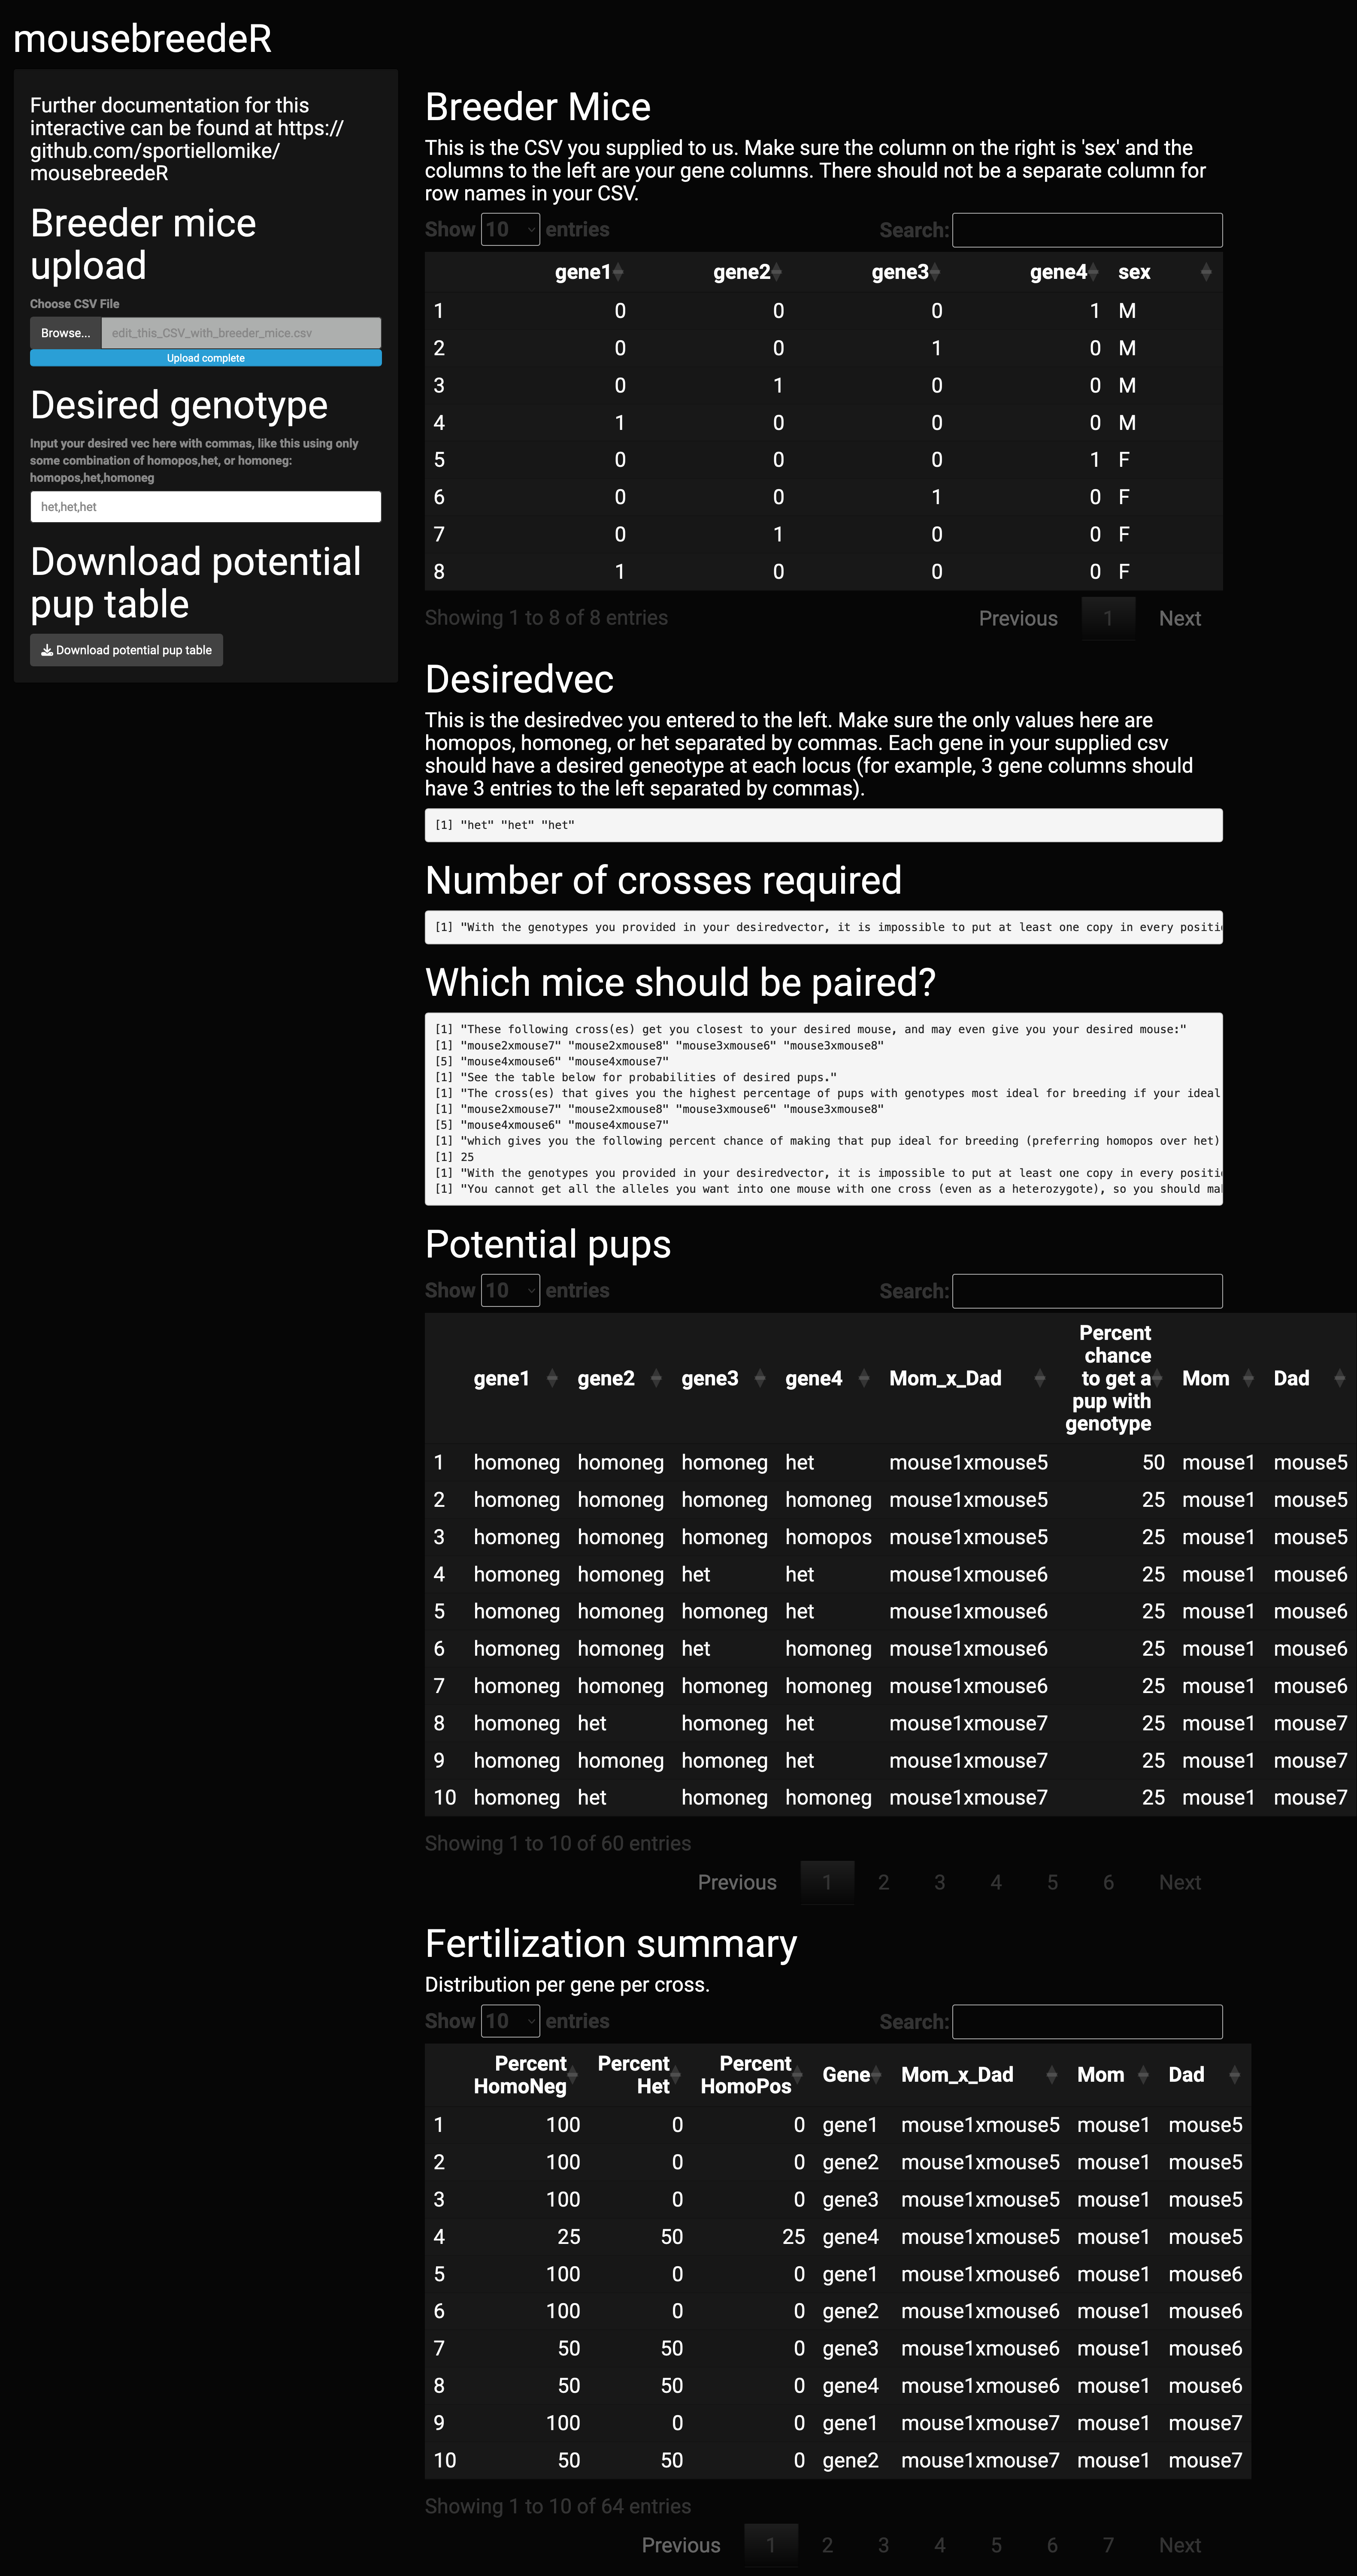 mousebreedeR
Further documentation for this
interactive can be found at https://
github.com/sportiellomike/
mousebreedeR
Breeder mice
upload
Choose CSV File
Browse... edit_this_CSV_with_breeder_mice.csv
Upload complete
Desired genotype
Input your desired vec here with commas, like this using only
some combination of homopos,het, or homoneg:
homopos,het,homoneg
het,het,het
Download potential
pup table
Download potential pup table
Breeder Mice
This is the CSV you supplied to us. Make sure the column on the right is 'sex' and the
columns to the left are your gene columns. There should not be a separate column for
row names in your CSV.
Show 10 entries Search:
gene1 gene2 gene3 gene4 sex
1 0 0 0 1 M
2 0 0 1 0 M
3 0 1 0 0 M
4 1 0 0 0 M
5 0 0 0 1 F
6 0 0 1 0 F
7 0 1 0 0 F
8 1 0 0 0 F
Showing 1 to 8 of 8 entries Previous 1 Next
Desiredvec
This is the desiredvec you entered to the left. Make sure the only values here are
homopos, homoneg, or het separated by commas. Each gene in your supplied csv
should have a desired geneotype at each locus (for example, 3 gene columns should
have 3 entries to the left separated by commas).
[1] "het" "het" "het"
Number of crosses required
[1] "With the genotypes you provided in your desiredvector, it is impossible to put at least one copy in every positi
Which mice should be paired?
[1] "These following cross(es) get you closest to your desired mouse, and may even give you your desired mouse:"
[1] "mouse2xmouse7" "mouse2xmouse8" "mouse3xmouse6" "mouse3xmouse8"
[5] "mouse4xmouse6" "mouse4xmouse7"
[1] "See the table below for probabilities of desired pups."
[1] "The cross(es) that gives you the highest percentage of pups with genotypes most ideal for breeding if your ideal
[1] "mouse2xmouse7" "mouse2xmouse8" "mouse3xmouse6" "mouse3xmouse8"
[5] "mouse4xmouse6" "mouse4xmouse7"
[1] "which gives you the following percent chance of making that pup ideal for breeding (preferring homopos over het)
[1] 25
[1] "With the genotypes you provided in your desiredvector, it is impossible to put at least one copy in every positi
[1] "You cannot get all the alleles you want into one mouse with one cross (even as a heterozygote), so you should ma
Potential pups
Show 10 entries Search:
gene1 gene2 gene3 gene4 Mom_x_Dad Percent chance to get a pup with genotype Mom Dad
1 homoneg homoneg homoneg het mouse1xmouse5 50 mouse1 mouse5
2 homoneg homoneg homoneg homoneg mouse1xmouse5 25 mouse1 mouse5
3 homoneg homoneg homoneg homopos mouse1xmouse5 25 mouse1 mouse5
4 homoneg homoneg het het mouse1xmouse6 25 mouse1 mouse6
5 homoneg homoneg homoneg het mouse1xmouse6 25 mouse1 mouse6
6 homoneg homoneg het homoneg mouse1xmouse6 25 mouse1 mouse6
7 homoneg homoneg homoneg homoneg mouse1xmouse6 25 mouse1 mouse6
8 homoneg het homoneg het mouse1xmouse7 25 mouse1 mouse7
9 homoneg homoneg homoneg het mouse1xmouse7 25 mouse1 mouse7
10 homoneg het homoneg homoneg mouse1xmouse7 25 mouse1 mouse7
Showing 1 to 10 of 60 entries
Previous 1 2 3 4 5 6 Next
Fertilization summary
Distribution per gene per cross.
Show 10 entries Search:
Percent HomoNeg Percent Het Percent HomoPos Gene Mom_x_Dad Mom Dad
1 100 0 0 gene1 mouse1xmouse5 mouse1 mouse5
2 100 0 0 gene2 mouse1xmouse5 mouse1 mouse5
3 100 0 0 gene3 mouse1xmouse5 mouse1 mouse5
4 25 50 25 gene4 mouse1xmouse5 mouse1 mouse5
5 100 0 0 gene1 mouse1xmouse6 mouse1 mouse6
6 100 0 0 gene2 mouse1xmouse6 mouse1 mouse6
7 50 50 0 gene3 mouse1xmouse6 mouse1 mouse6
8 50 50 0 gene4 mouse1xmouse6 mouse1 mouse6
9 100 0 0 gene1 mouse1xmouse7 mouse1 mouse7
10 50 50 0 gene2 mouse1xmouse7 mouse1 mouse7
Showing 1 to 10 of 64 entries
Previous 1 2 3 4 5 6 7 Next